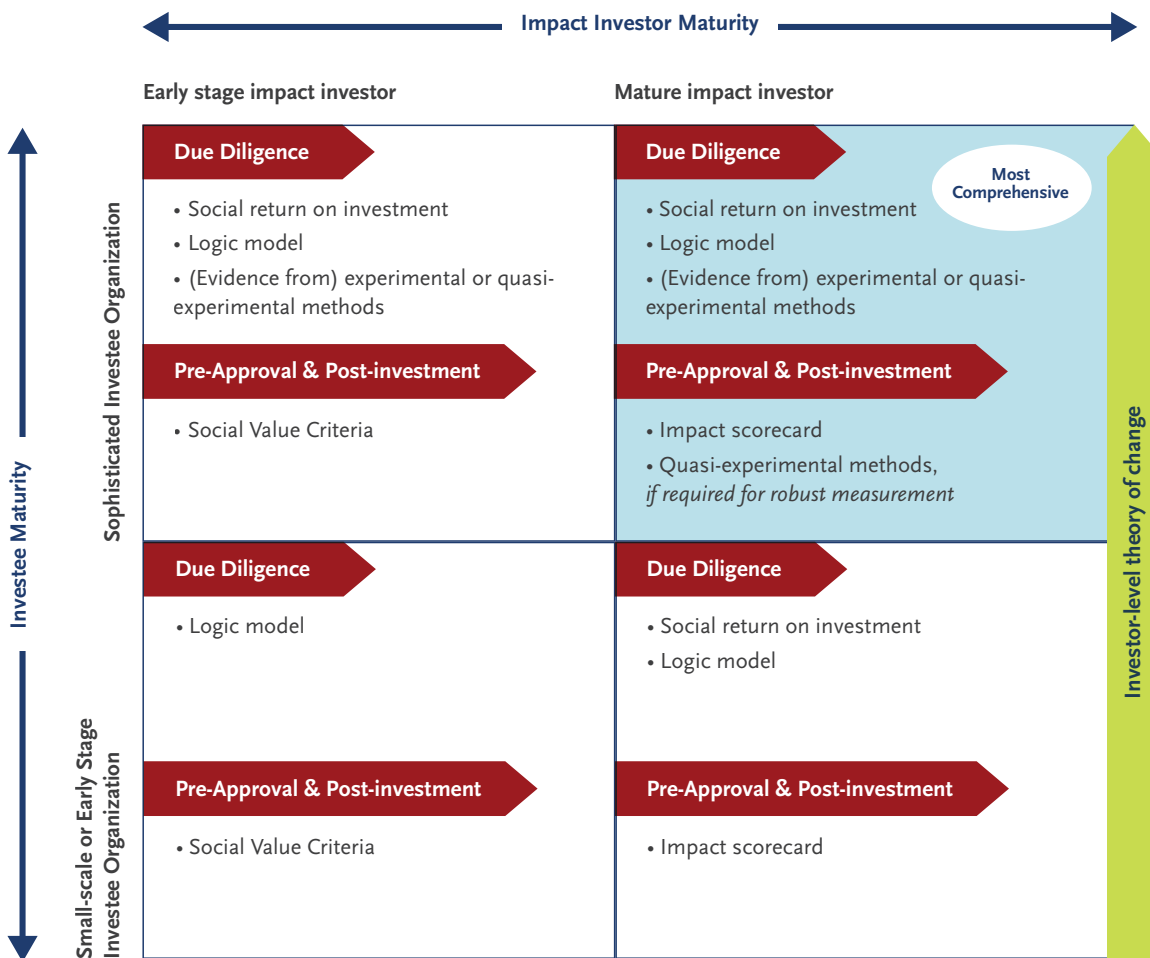 Impact Investor Maturity
Early stage impact investor
Mature impact investor
Investee Maturity
Sophisticated Investee Organization
Due Diligence
• Social return on investment
• Logic model
• (Evidence from) experimental or quasi-
experimental methods
Pre-Approval & Post-investment
• Social Value Criteria
Due Diligence
Most
Comprehensive
• Social return on investment
• Logic model
• (Evidence from) experimental or quasi-
experimental methods
Pre-Approval & Post-investment
• Impact scorecard
• Quasi-experimental methods,
if required for robust measurement
Small-scale or Early Stage
Investee Organization
Due Diligence
• Logic model
Pre-Approval & Post-investment
• Social Value Criteria
Due Diligence
• Social return on investment
• Logic model
Pre-Approval & Post-investment
• Impact scorecard
Investor-level theory of change